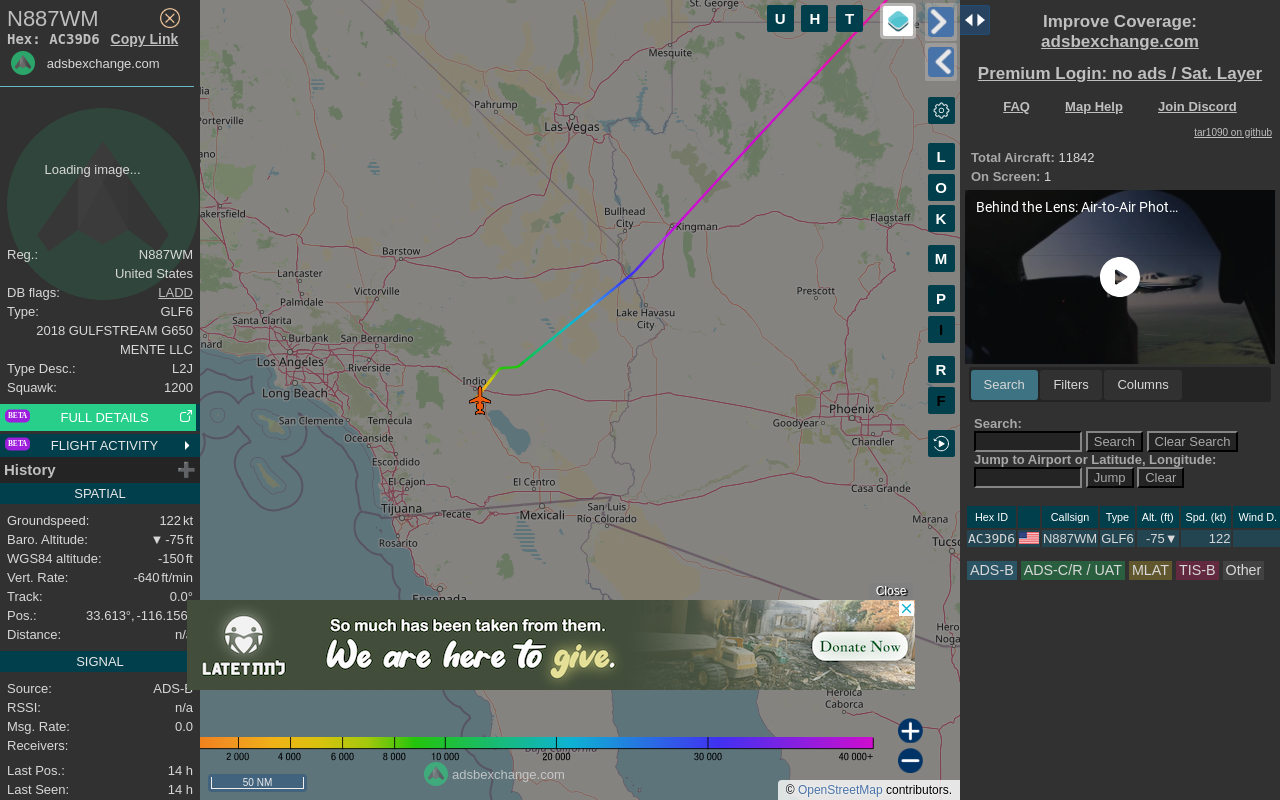 N887WM
Hex: AC39D6 Copy Link
adsbexchange.com
Loading image...
Reg.: N887WM
United States
DB flags: LADD
Type: GLF6
2018 GULFSTREAM G650
MENTE LLC
Type Desc.: L2J
Squawk: 1200
BETA FULL DETAILS
BETA FLIGHT ACTIVITY
History
SPATIAL
Groundspeed: 122 kt
Baro. Altitude: ▼ -75 ft
WGS84 altitude: -150 ft
Vert. Rate: -640 ft/min
Track: 0.0°
Pos.: 33.613°, -116.156
Distance: n/a
SIGNAL
Source: ADS-B
RSSI: n/a
Msg. Rate: 0.0
Receivers:
Last Pos.: 14 h
Last Seen: 14 h
St. George
U H T
Mesquite
Pahrump
Las Vegas
lia
Porterville
ano
akersfield
Bullhead
City
Kingman
Flagstaff
Barstow
Lancaster
Victorville
Palmdale
Prescott
Santa Clarita
Lake Havasu
City
Burbank
San Bernardino
nard
Los Angeles
Riverside
Long Beach
Indio
Phoenix
San Clemente
Temecula
Goodyear
Oceanside
Chandler
Escondido
El Cajon
El Centro
Casa Grande
Tijuana
Tecate
Mexicali
San Luis
Río Colorado
Marana
Rosarito
Tucso
Ensenada
Hero
Noga
Heroica
Caborca
Baja California
L
O
K
M
P
I
R
F
Close
LATET לתת
So much has been taken from them.
We are here to give.
Donate Now
2 000 4 000 6 000 8 000 10 000 20 000 30 000 40 000+
adsbexchange.com
50 NM
© OpenStreetMap contributors.
Improve Coverage:
adsbexchange.com
Premium Login: no ads / Sat. Layer
FAQ Map Help Join Discord
tar1090 on github
Total Aircraft: 11842
On Screen: 1
Behind the Lens: Air-to-Air Phot...
Search Filters Columns
Search:
Search Clear Search
Jump to Airport or Latitude, Longitude:
Jump Clear
Hex ID Callsign Type Alt. (ft) Spd. (kt) Wind D.
AC39D6 N887WM GLF6 -75▼ 122
ADS-B ADS-C/R / UAT MLAT TIS-B Other